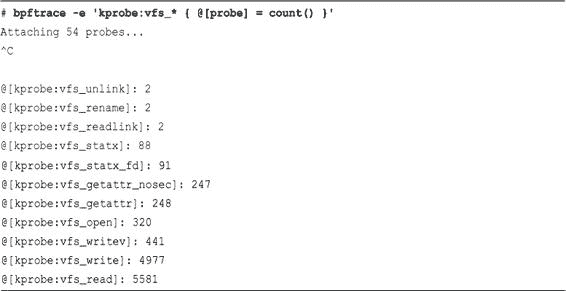 # bpftrace -e 'kprobe:vfs_* { @[probe] = count() }'
Attaching 54 probes...
^C
@[kprobe:vfs_unlink]: 2
@[kprobe:vfs_rename]: 2
@[kprobe:vfs_readlink]: 2
@[kprobe:vfs_statx]: 88
@[kprobe:vfs_statx_fd]: 91
@[kprobe:vfs_getattr_nosec]: 247
@[kprobe:vfs_getattr]: 248
@[kprobe:vfs_open]: 320
@[kprobe:vfs_writev]: 441
@[kprobe:vfs_write]: 4977
@[kprobe:vfs_read]: 5581